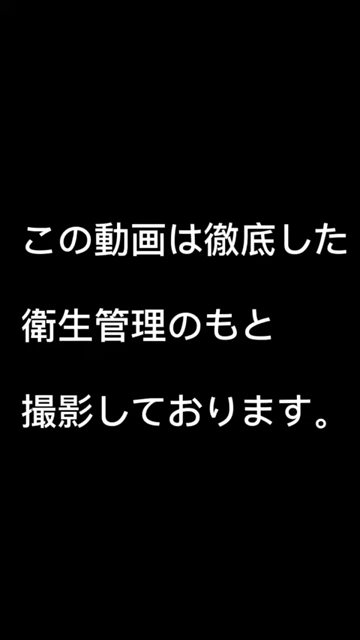 この動画は徹底した
衛生管理のもと
撮影しております。